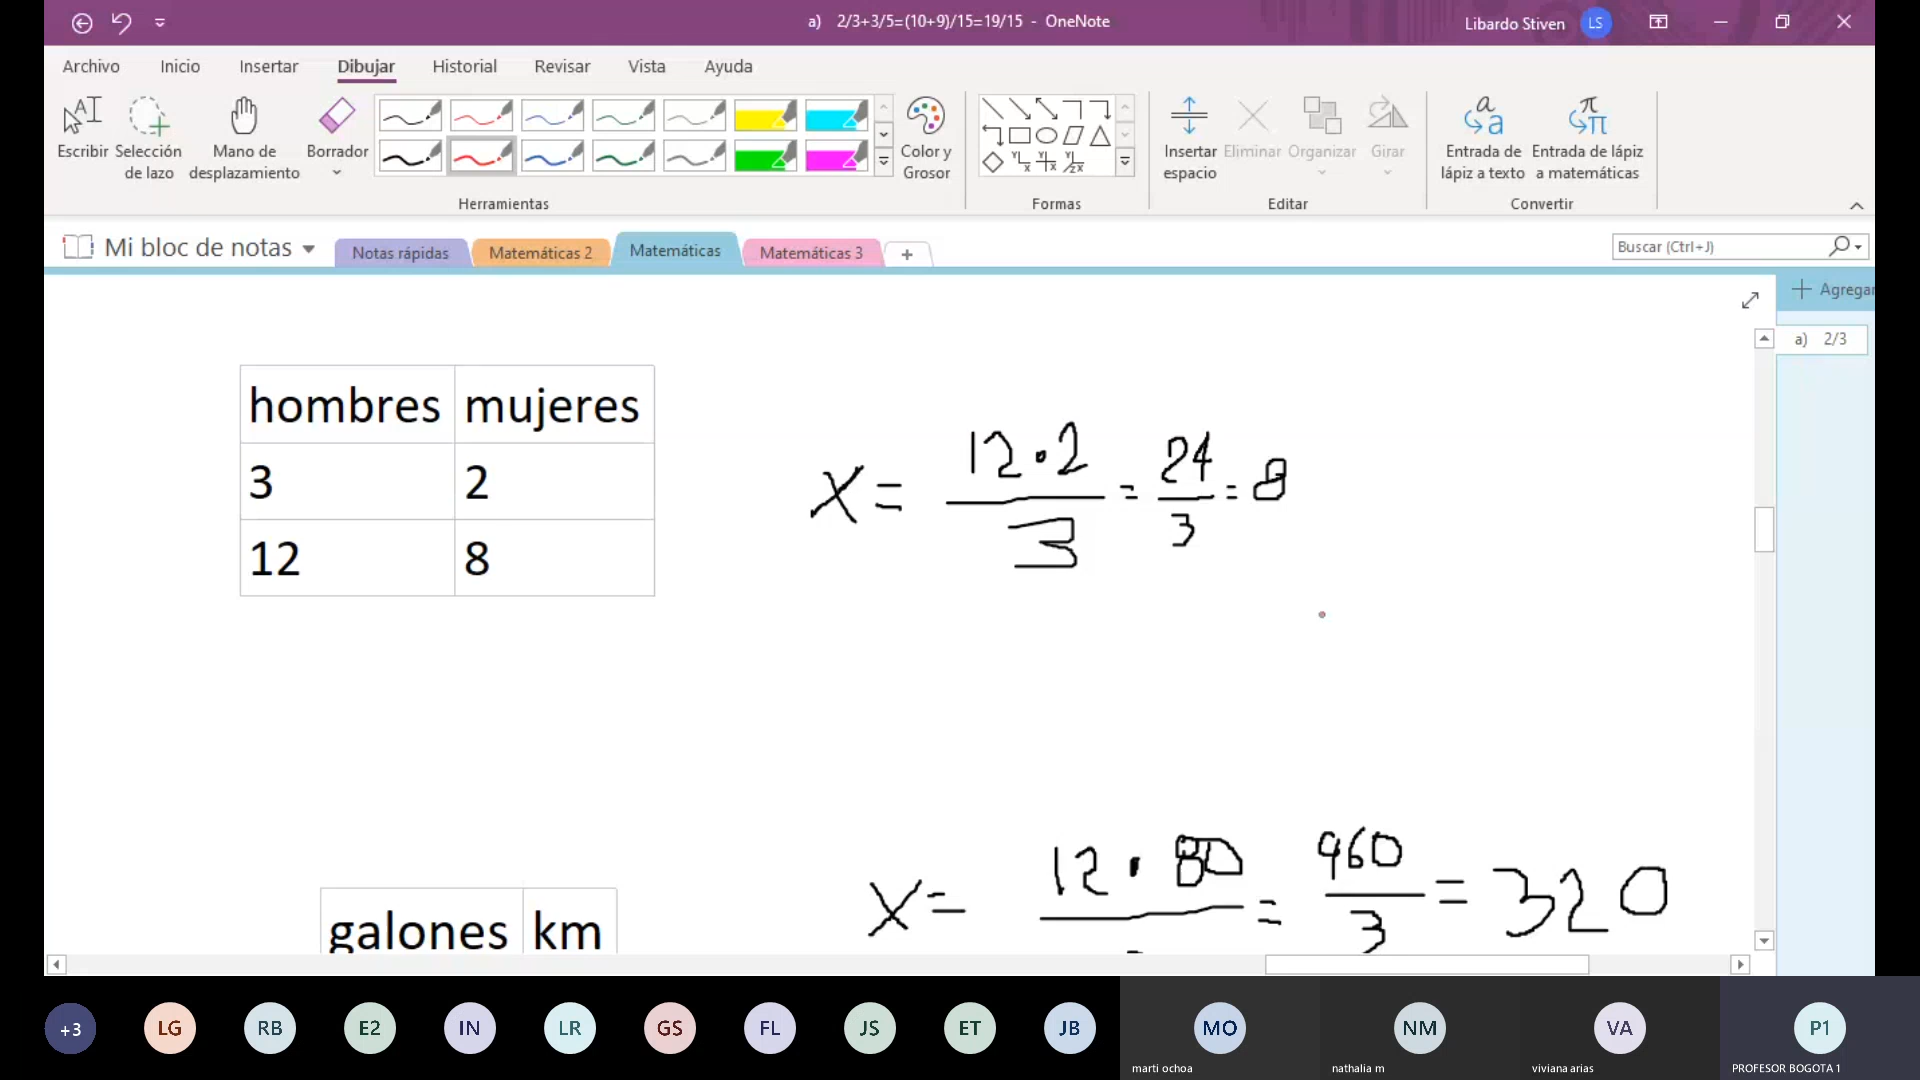 a) 2/3+3/5=(10+9)/15=19/15 - OneNote
Libardo Stiven
LS
Archivo Inicio Insertar Dibujar Historial Revisar Vista Ayuda
Escribir
Selección de lazo
Mano de desplazamiento
Borrador
Color y Grosor
Insertar espacio
Eliminar
Organizar
Girar
Entrada de lápiz a texto
Entrada de lápiz a matemáticas
Herramientas
Formas
Editar
Convertir
Mi bloc de notas
Notas rápidas
Matemáticas 2
Matemáticas
Matemáticas 3
Buscar (Ctrl+J)
Agregar
a) 2/3
hombres mujeres
3 2
12 8
x = 12 • 2 / 3 = 24 / 3 = 8
galones km
x = 12 • 80 = 960 / 3 = 320
+3 LG RB E2 IN LR GS FL JS ET JB MO NM VA P1
marti ochoa nathalia m viviana arias PROFESOR BOGOTA 1